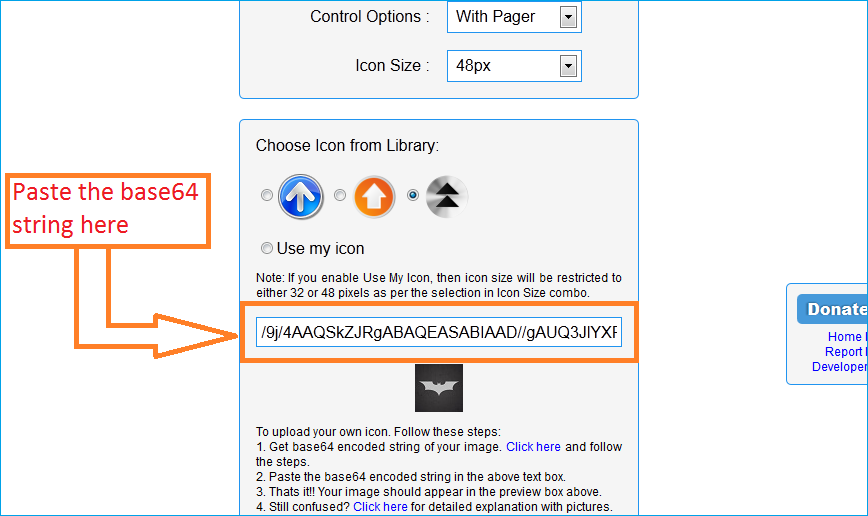 Control Options :
With Pager
Icon Size :
48px
Choose Icon from Library:
Paste the base64
string here
Use my icon
Note: If you enable Use My Icon, then icon size will be restricted to
either 32 or 48 pixels as per the selection in Icon Size combo.
Donate
/9j/4AAQSkZJRgABAQEASABIAAD//gAUQ3JlYXR
Home
Report
Developer
To upload your own icon. Follow these steps:
1. Get base64 encoded string of your image. Click here and follow
the steps.
2. Paste the base64 encoded string in the above text box.
3. Thats it!! Your image should appear in the preview box above.
4. Still confused? Click here for detailed explanation with pictures.